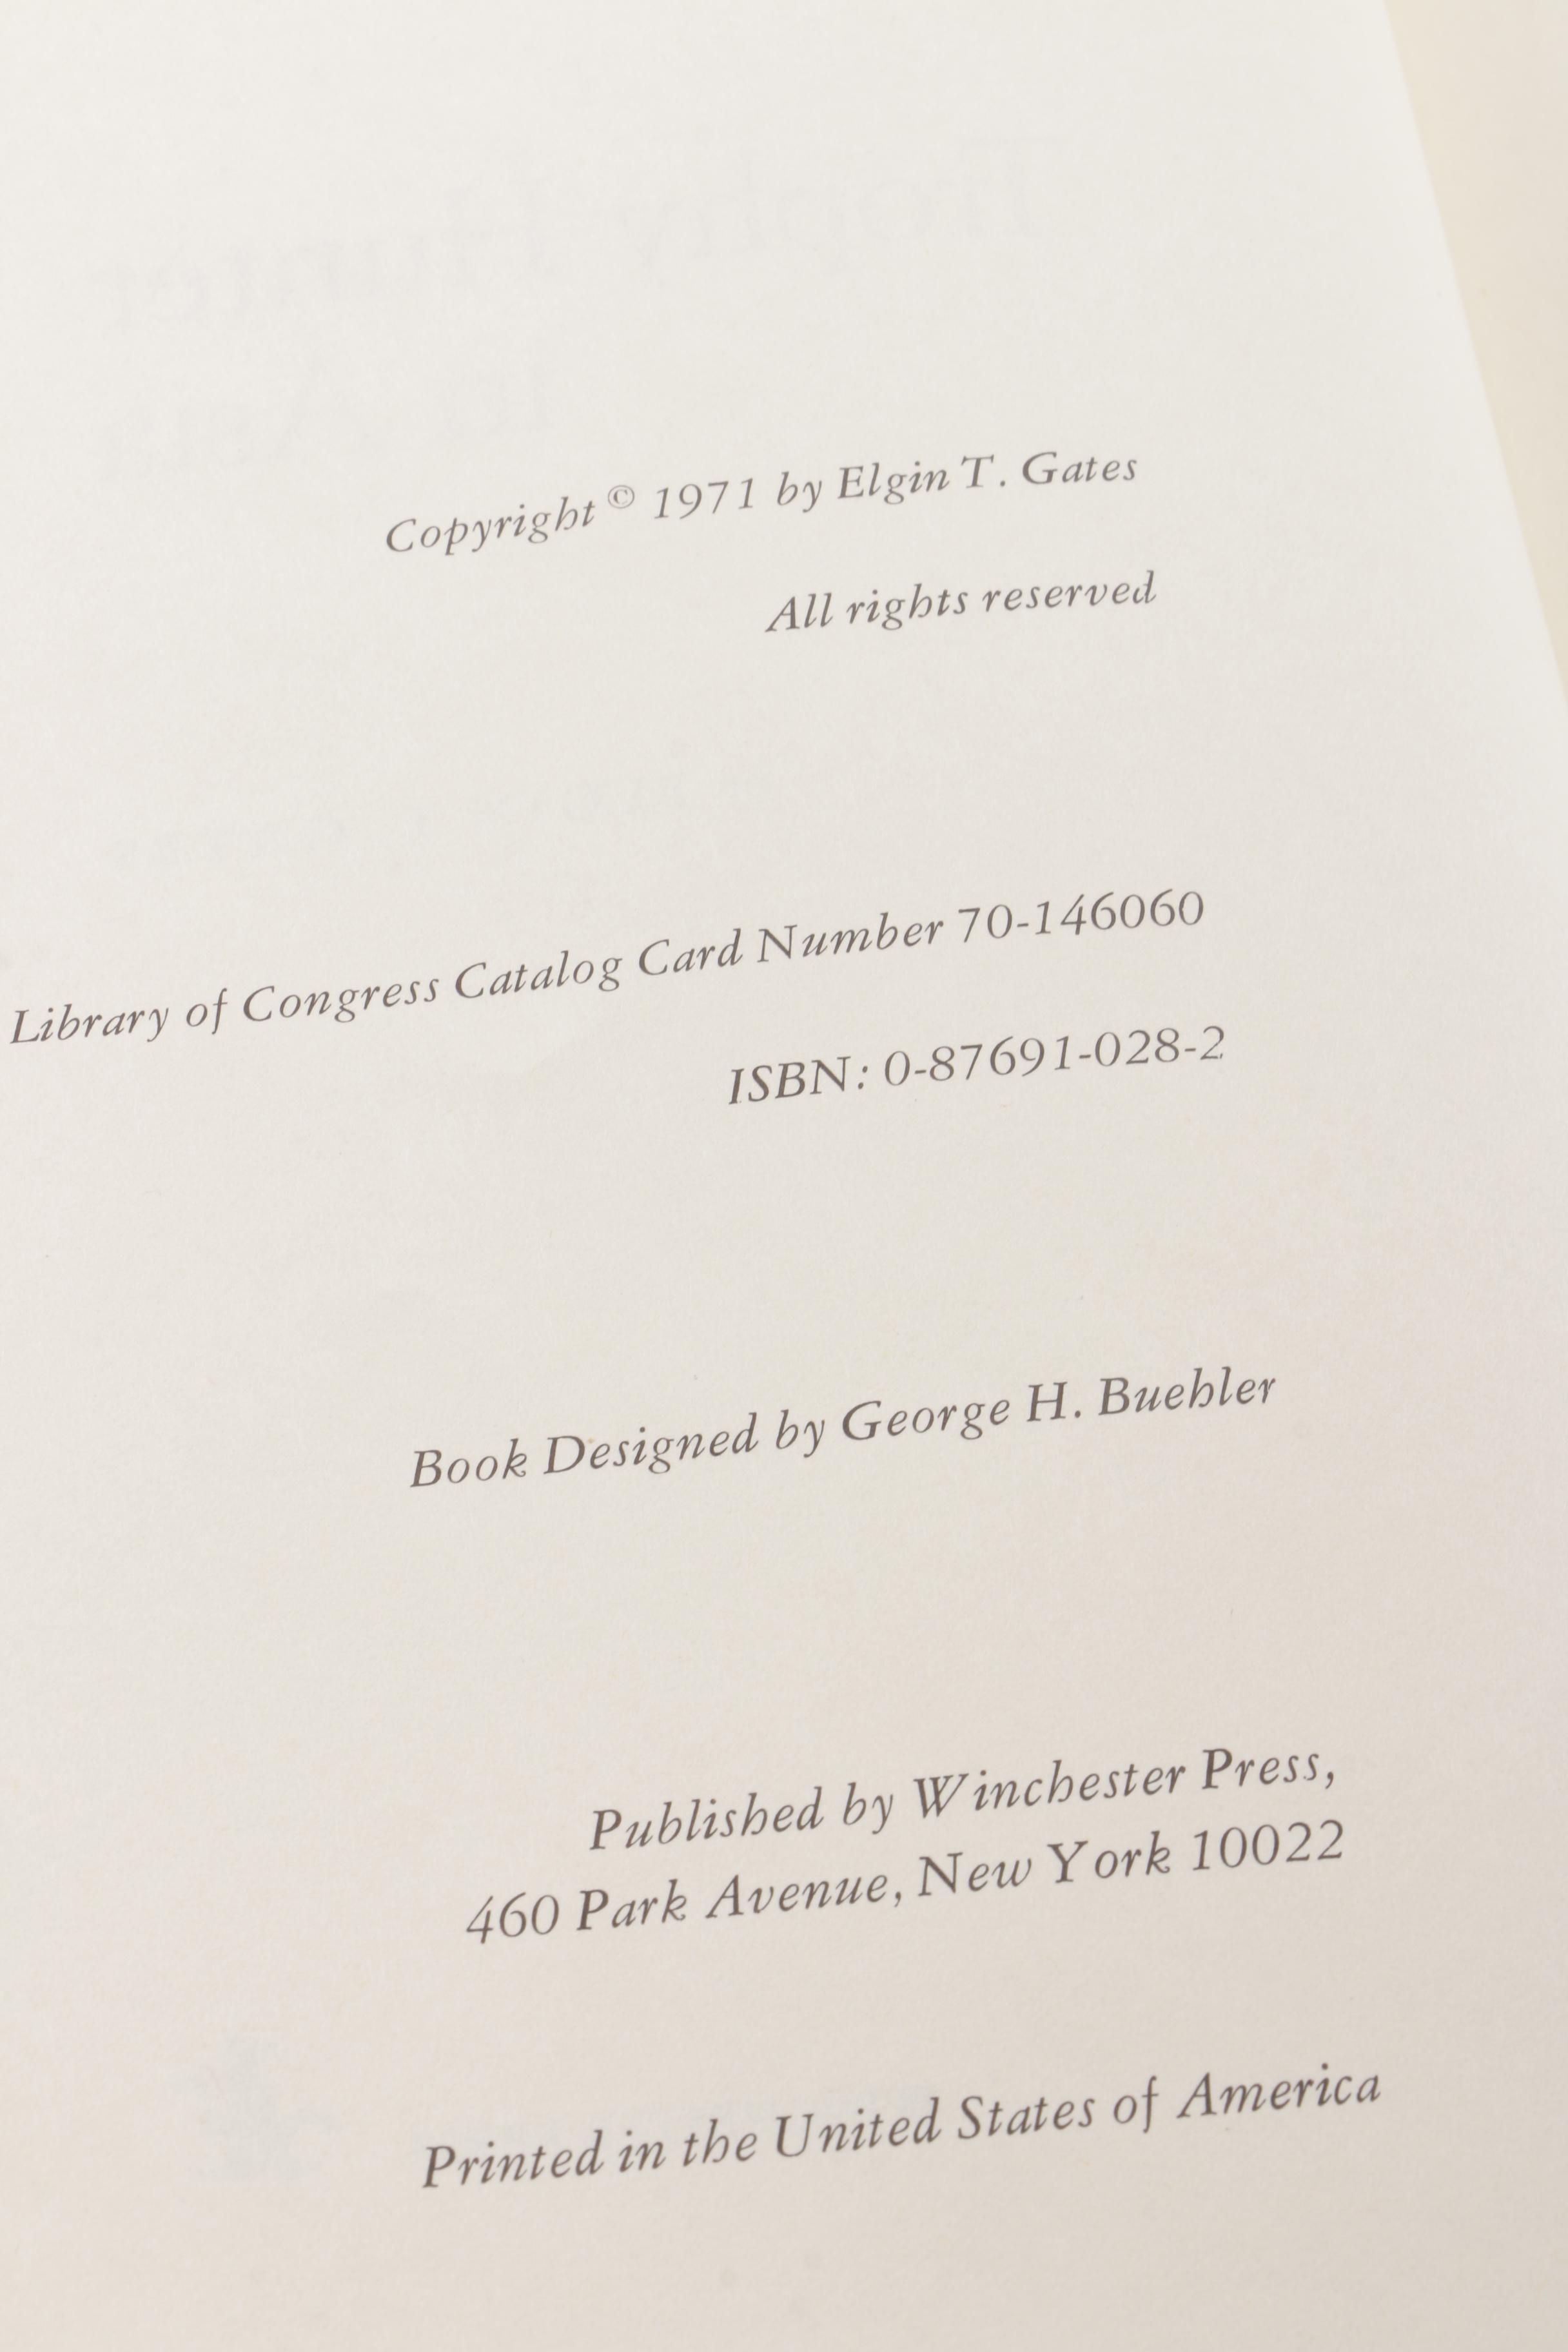 Copyright © 1971 by Elgin T. Gates
All rights reserved
Library of Congress Catalog Card Number 70-146060
ISBN: 0-87691-028-2
Book Designed by George H. Buehler
Published by Winchester Press,
460 Park Avenue, New York 10022
Printed in the United States of America